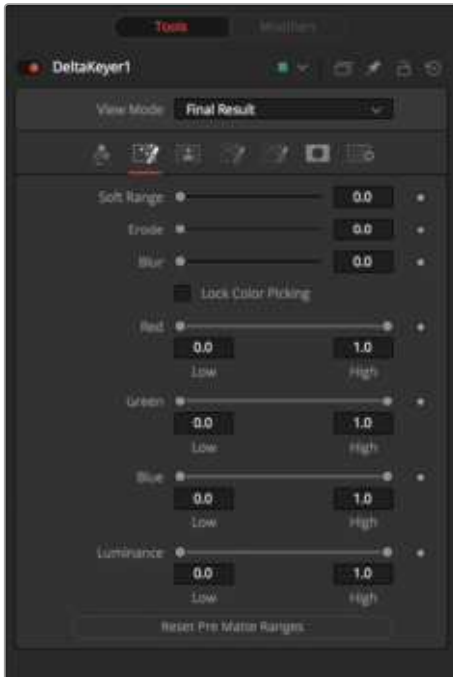 Tools Modifiers
DeltaKeyer1
View Mode Final Result
Soft Range 0.0
Erode 0.0
Blur 0.0
Lock Color Picking
Red
0.0 1.0
Low High
Green
0.0 1.0
Low High
Blue
0.0 1.0
Low High
Luminance
0.0 1.0
Low High
Reset Pre Matte Ranges